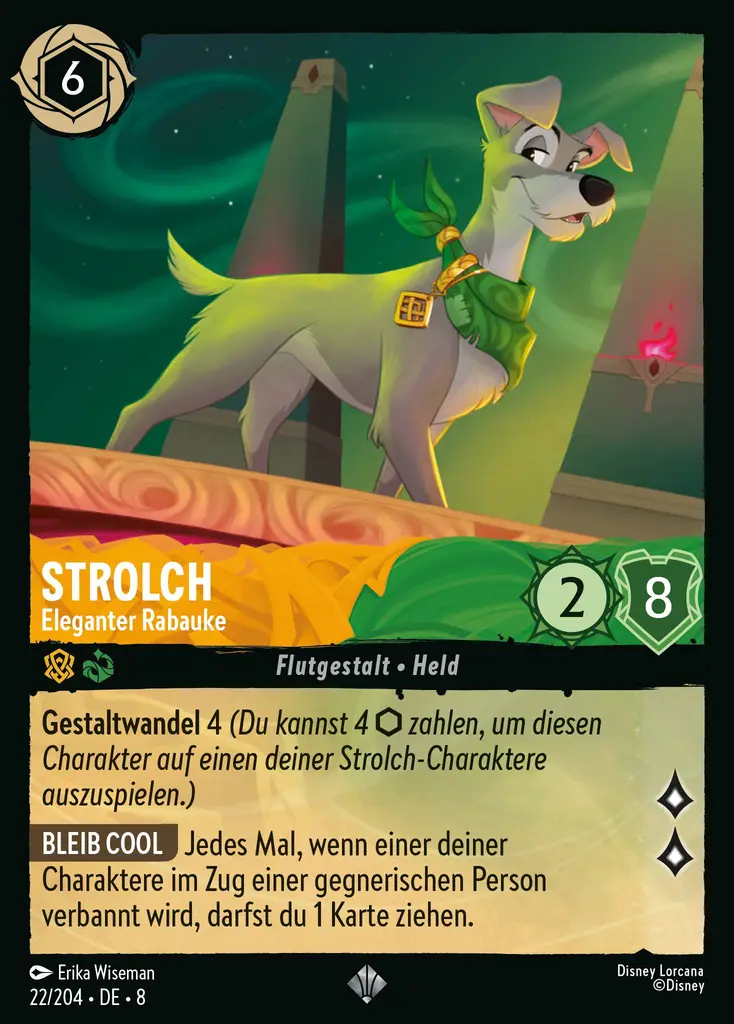 6
STROLCH
Eleganter Rabauke
2
8
Flutgestalt • Held
Gestaltwandel 4 (Du kannst 4 ⬡ zahlen, um diesen
Charakter auf einen deiner Strolch-Charaktere
auszuspielen.)
BLEIB COOL Jedes Mal, wenn einer deiner
Charaktere im Zug einer gegnerischen Person
verbannt wird, darfst du 1 Karte ziehen.
Erika Wiseman
22/204 • DE • 8
Disney Lorcana
©Disney